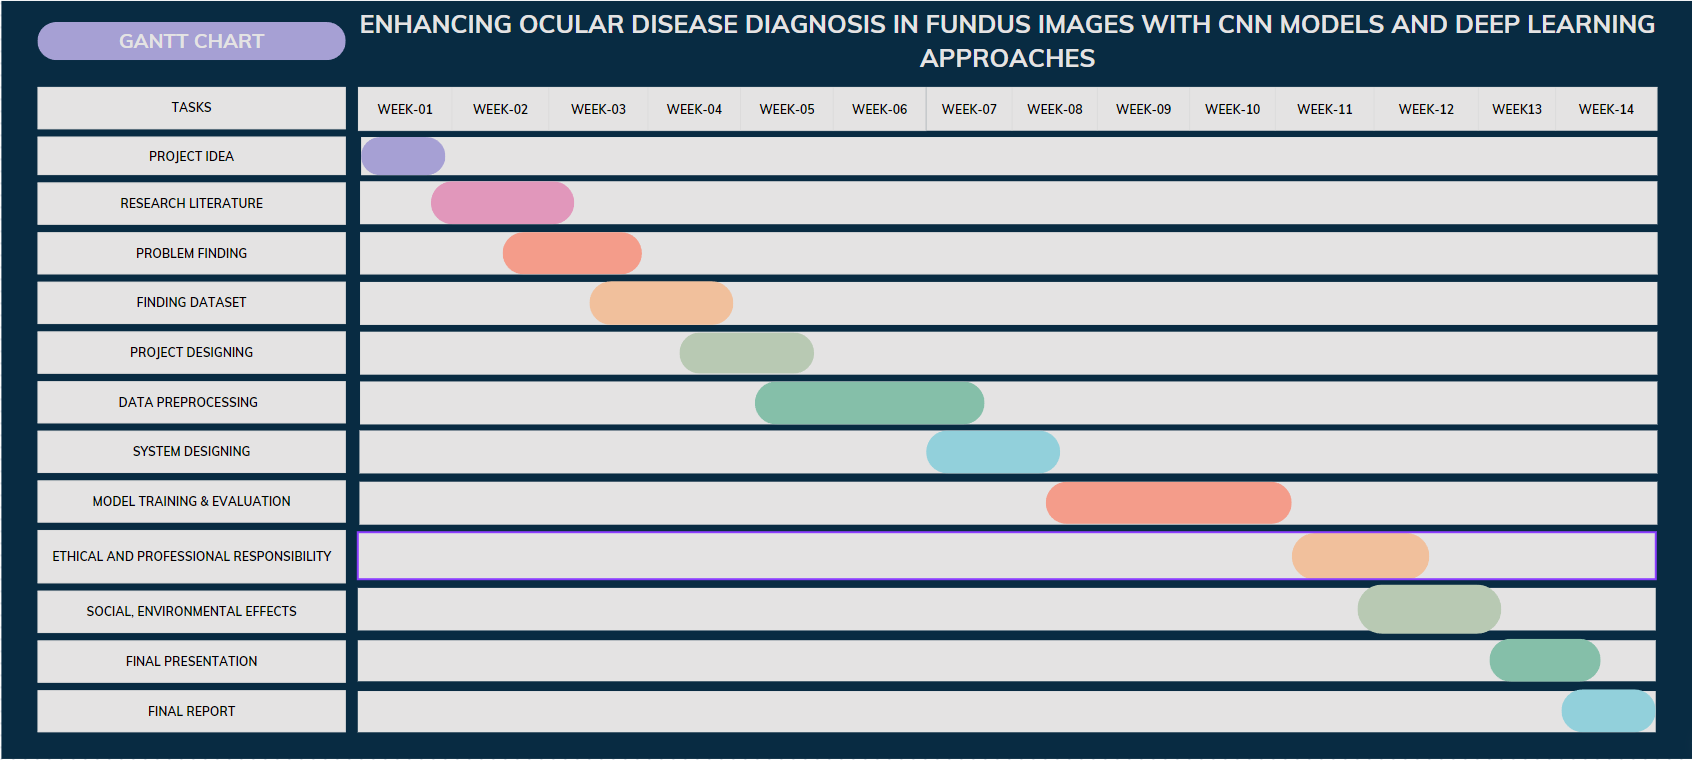 GANTT CHART
ENHANCING OCULAR DISEASE DIAGNOSIS IN FUNDUS IMAGES WITH CNN MODELS AND DEEP LEARNING
APPROACHES
TASKS WEEK-01 WEEK-02 WEEK-03 WEEK-04 WEEK-05 WEEK-06 WEEK-07 WEEK-08 WEEK-09 WEEK-10 WEEK-11 WEEK-12 WEEK13 WEEK-14
PROJECT IDEA
RESEARCH LITERATURE
PROBLEM FINDING
FINDING DATASET
PROJECT DESIGNING
DATA PREPROCESSING
SYSTEM DESIGNING
MODEL TRAINING & EVALUATION
ETHICAL AND PROFESSIONAL RESPONSIBILITY
SOCIAL, ENVIRONMENTAL EFFECTS
FINAL PRESENTATION
FINAL REPORT